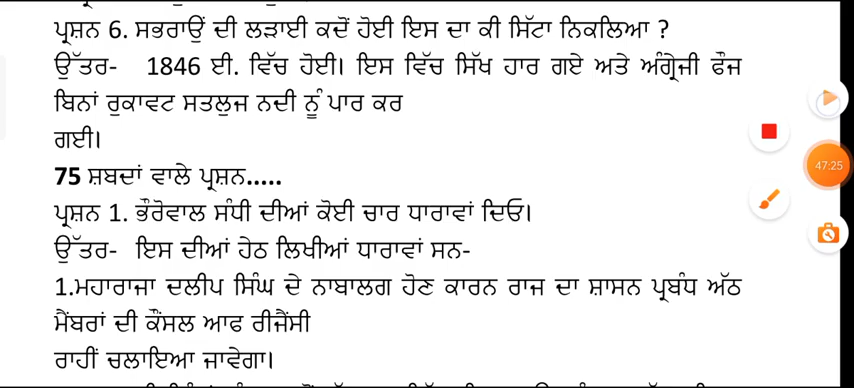 ਪ੍ਰਸ਼ਨ 6. ਸਭਰਾਉਂ ਦੀ ਲੜਾਈ ਕਦੋਂ ਹੋਈ ਇਸ ਦਾ ਕੀ ਸਿੱਟਾ ਨਿਕਲਿਆ ?
ਉੱਤਰ- 1846 ਈ. ਵਿੱਚ ਹੋਈ। ਇਸ ਵਿੱਚ ਸਿੱਖ ਹਾਰ ਗਏ ਅਤੇ ਅੰਗ੍ਰੇਜੀ ਫੌਜ
ਬਿਨਾਂ ਰੁਕਾਵਟ ਸਤਲੁਜ ਨਦੀ ਨੂੰ ਪਾਰ ਕਰ
ਗਈ।
75 ਸ਼ਬਦਾਂ ਵਾਲੇ ਪ੍ਰਸ਼ਨ.....
ਪ੍ਰਸ਼ਨ 1. ਭੈਰੋਵਾਲ ਸੰਧੀ ਦੀਆਂ ਕੋਈ ਚਾਰ ਧਾਰਾਵਾਂ ਦਿਓ।
ਉੱਤਰ- ਇਸ ਦੀਆਂ ਹੇਠ ਲਿਖੀਆਂ ਧਾਰਾਵਾਂ ਸਨ-
1.ਮਹਾਰਾਜਾ ਦਲੀਪ ਸਿੰਘ ਦੇ ਨਾਬਾਲਗ ਹੋਣ ਕਾਰਨ ਰਾਜ ਦਾ ਸ਼ਾਸਨ ਪ੍ਰਬੰਧ ਅੱਠ
ਮੈਂਬਰਾਂ ਦੀ ਕੌਂਸਲ ਆਫ ਰੀਜੈਂਸੀ
ਰਾਹੀਂ ਚਲਾਇਆ ਜਾਵੇਗਾ।
47:25